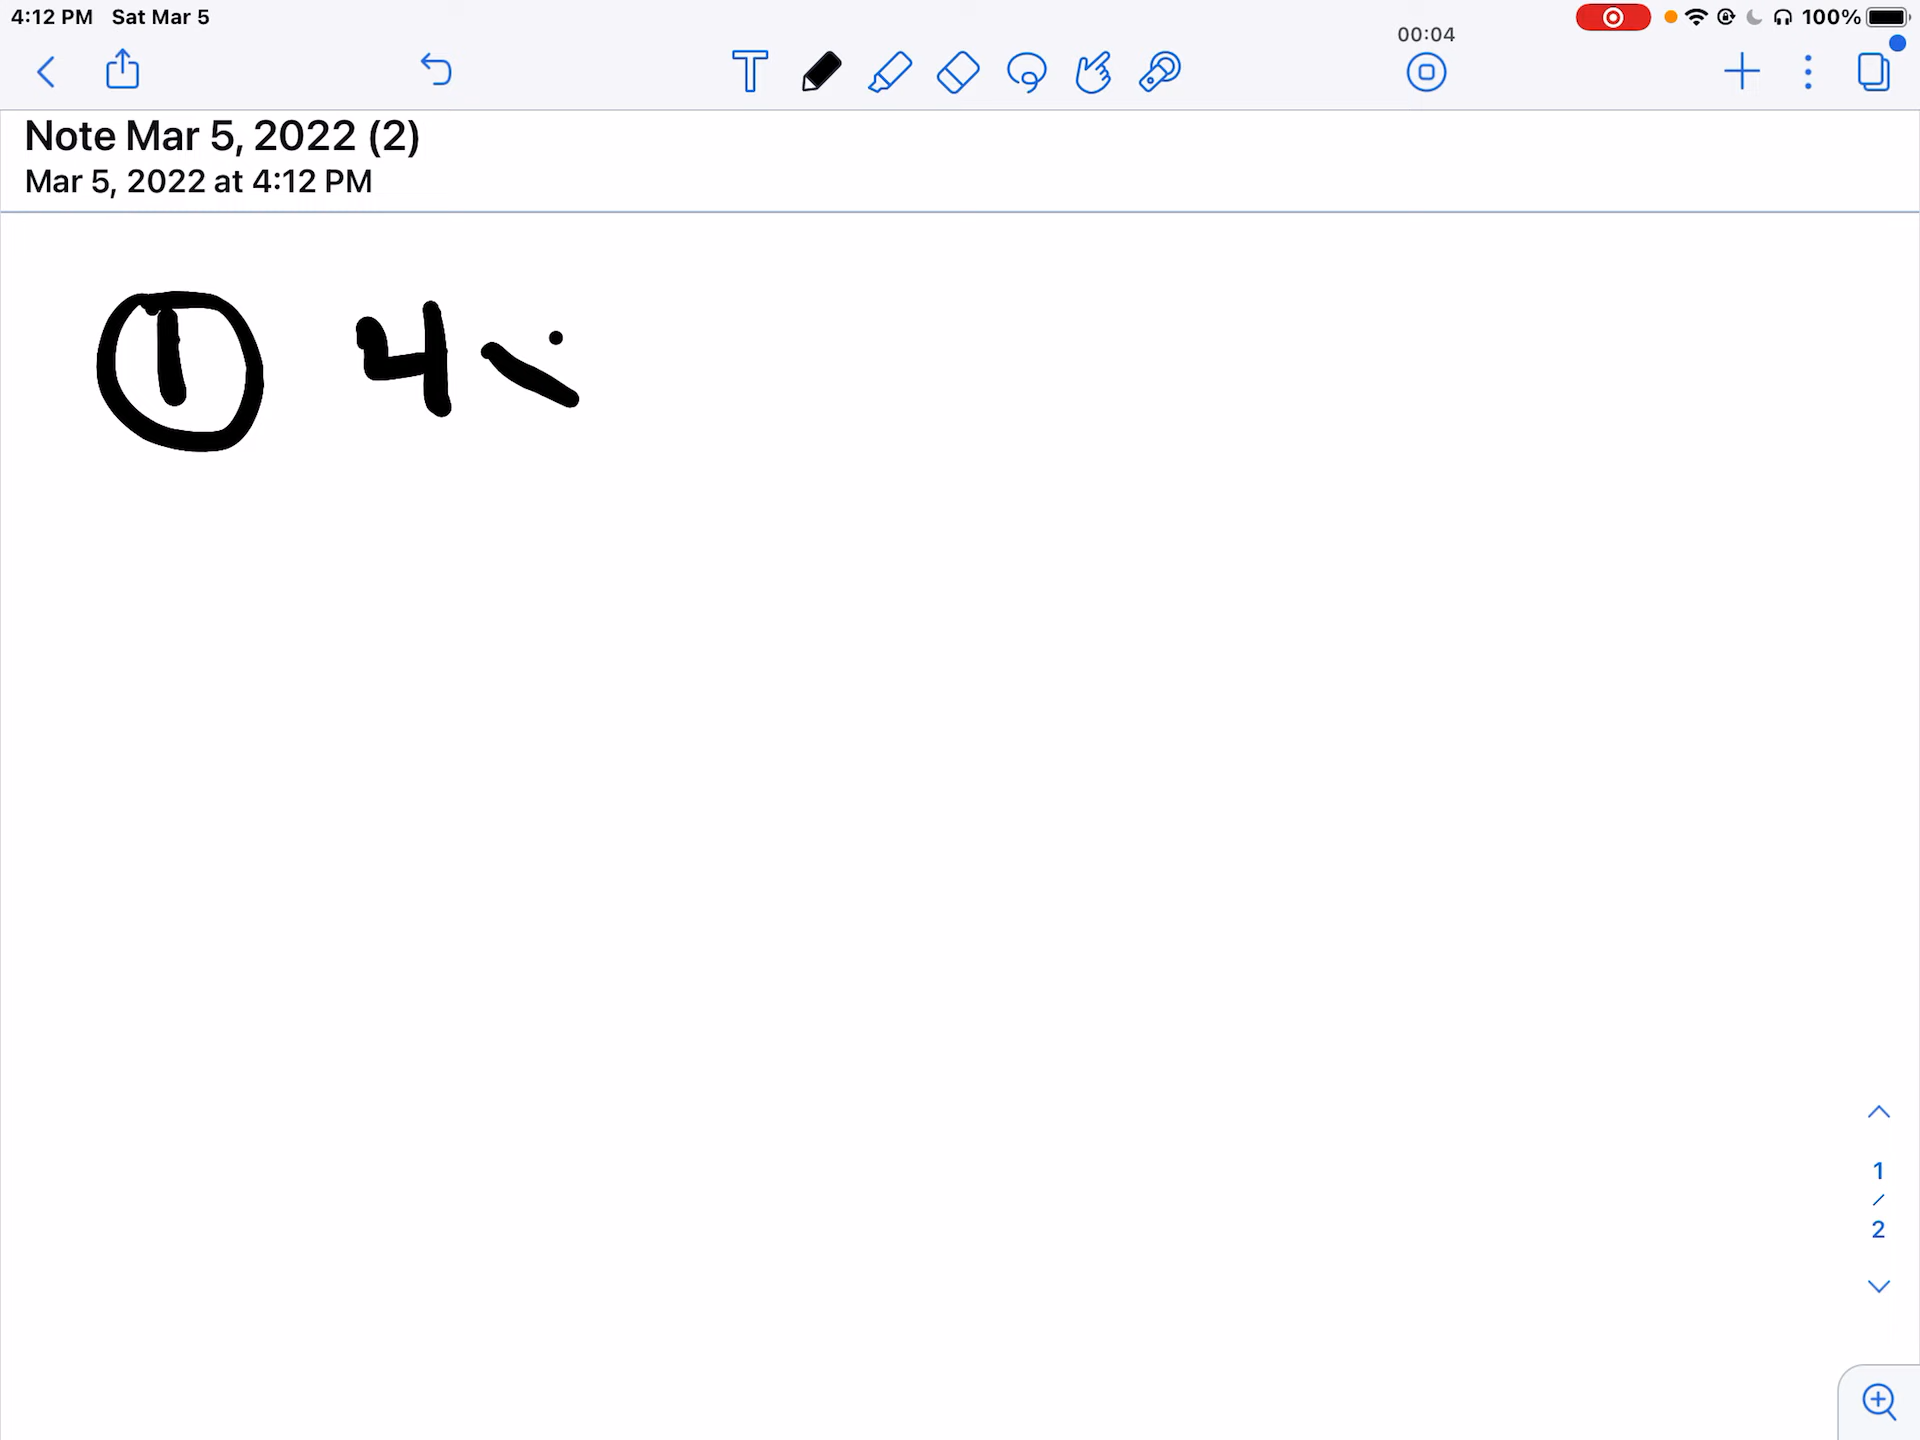 4:12 PM Sat Mar 5
100%
00:04
Note Mar 5, 2022 (2)
Mar 5, 2022 at 4:12 PM
① 4
1
/
2